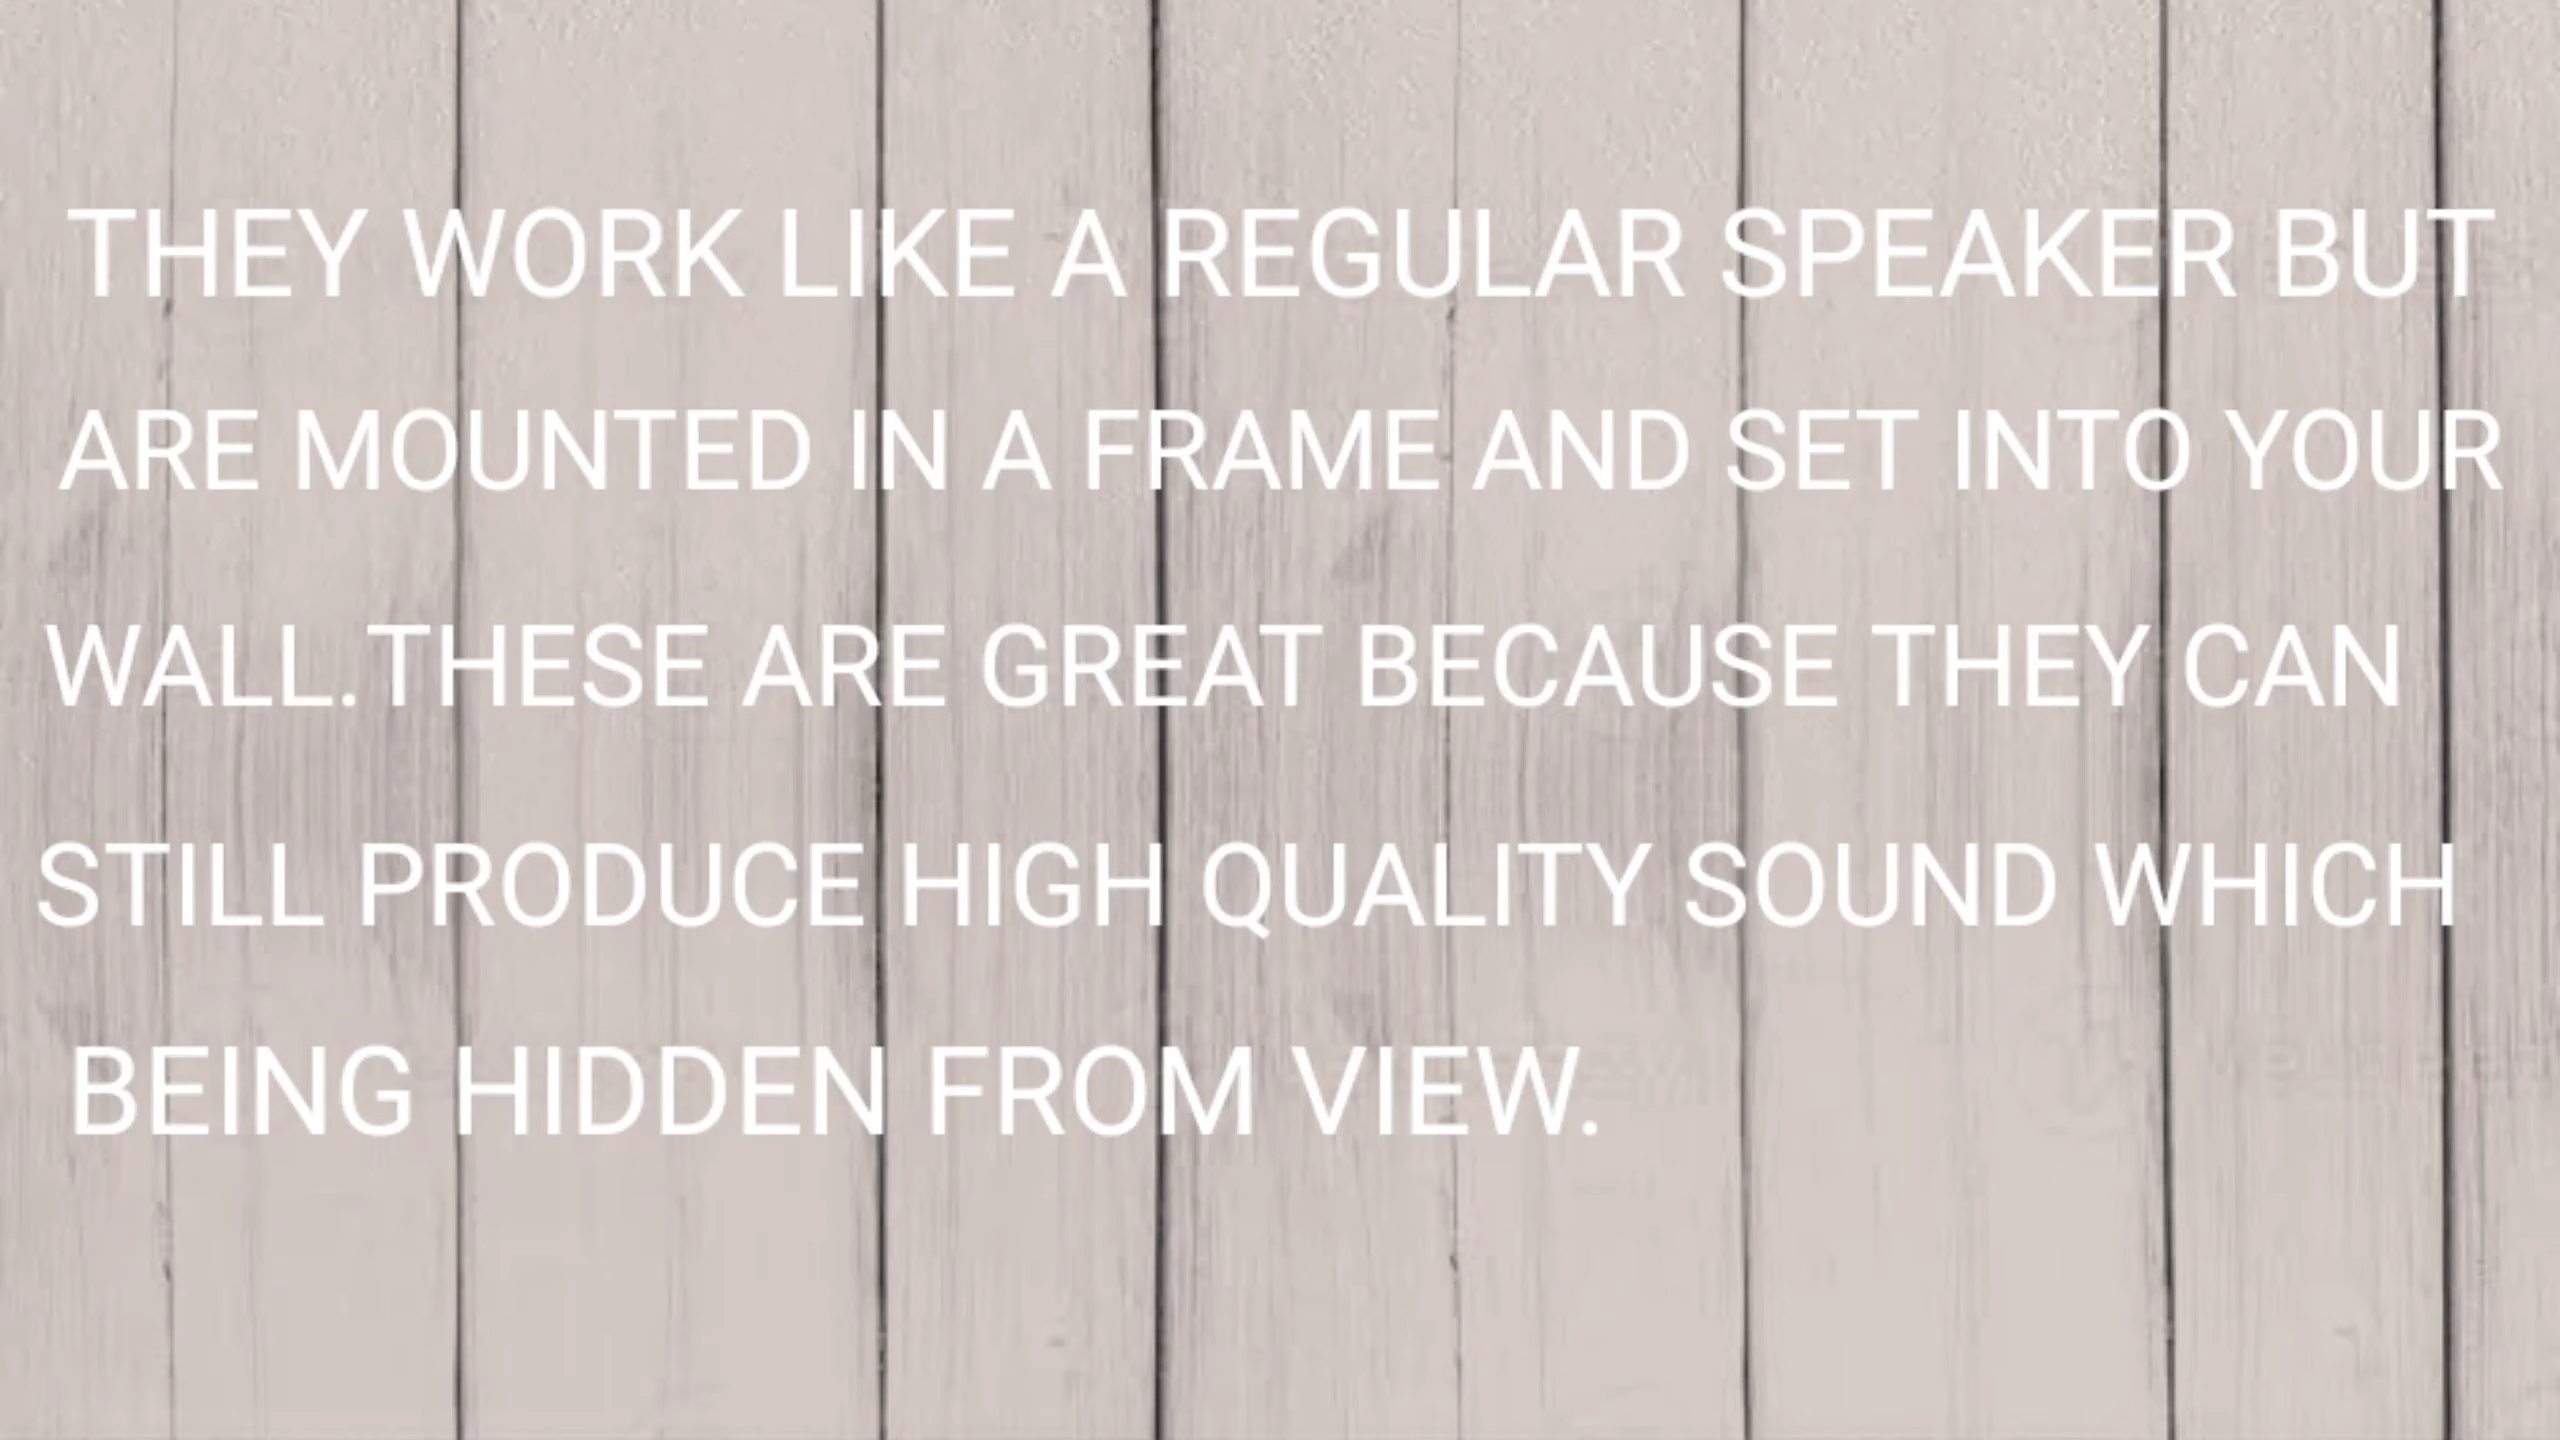 THEY WORK LIKE A REGULAR SPEAKER BUT
ARE MOUNTED IN A FRAME AND SET INTO YOUR
WALL.THESE ARE GREAT BECAUSE THEY CAN
STILL PRODUCE HIGH QUALITY SOUND WHICH
BEING HIDDEN FROM VIEW.